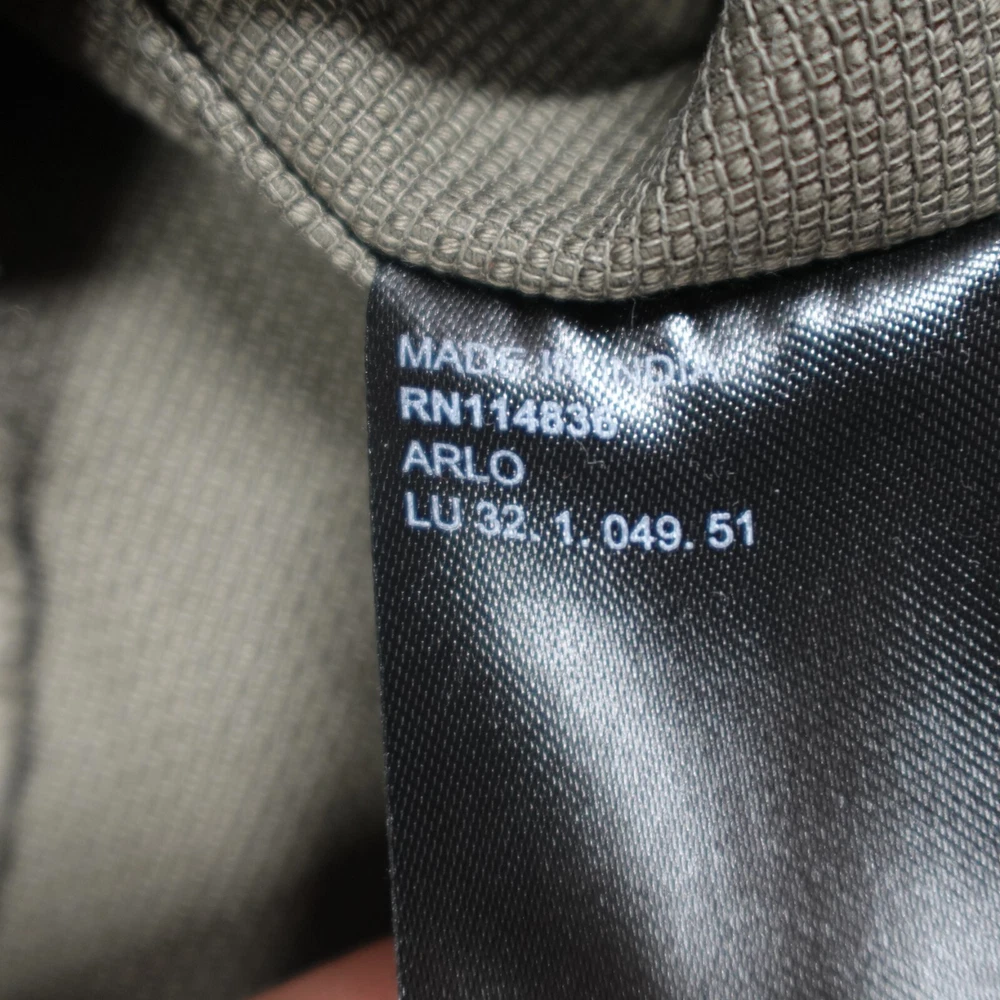 MADE IN INDIA
RN114836
ARLO
LU 32. 1. 049. 51